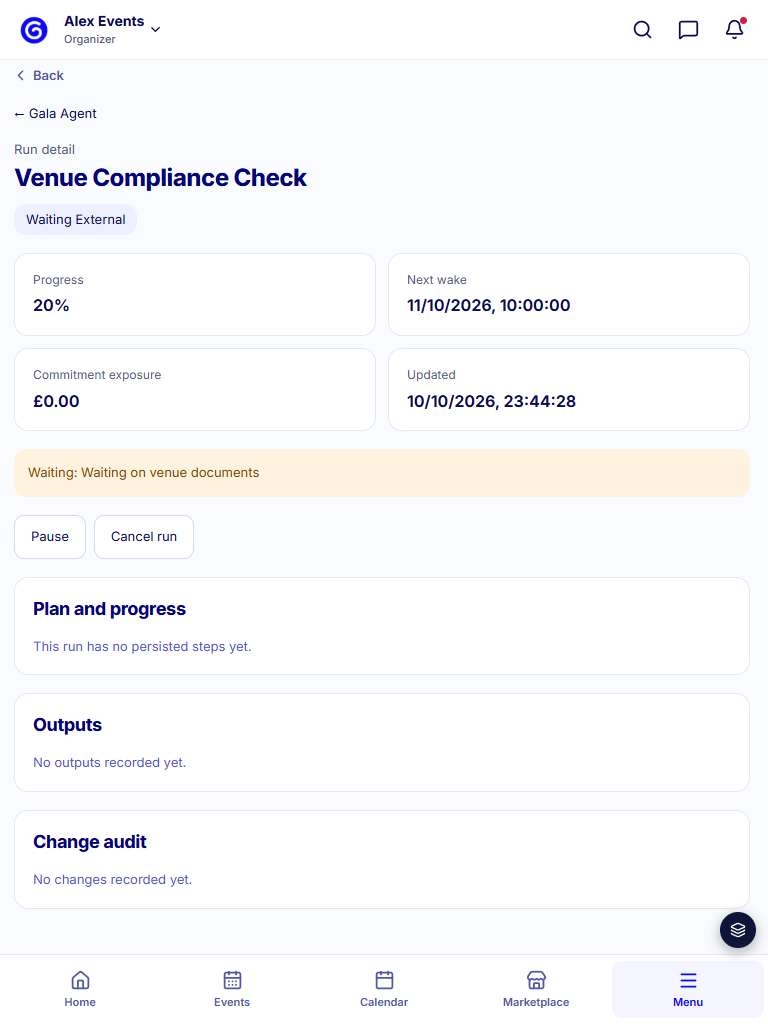 Alex Events
Organizer
Back
← Gala Agent
Run detail
Venue Compliance Check
Waiting External
Progress
20%
Next wake
11/10/2026, 10:00:00
Commitment exposure
£0.00
Updated
10/10/2026, 23:44:28
Waiting: Waiting on venue documents
Pause
Cancel run
Plan and progress
This run has no persisted steps yet.
Outputs
No outputs recorded yet.
Change audit
No changes recorded yet.
Home
Events
Calendar
Marketplace
Menu